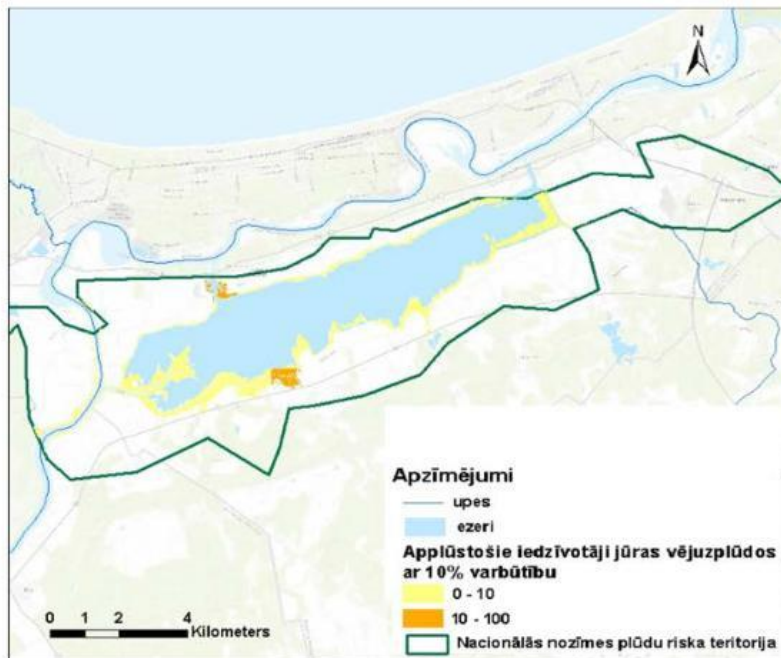 N
Apzīmējumi
upes
ezeri
Applūstošie iedzīvotāji jūras vējuzplūdos
ar 10% varbūtību
0 - 10
10 - 100
Nacionālās nozīmes plūdu riska teritorija
0 1 2 4
Kilometers